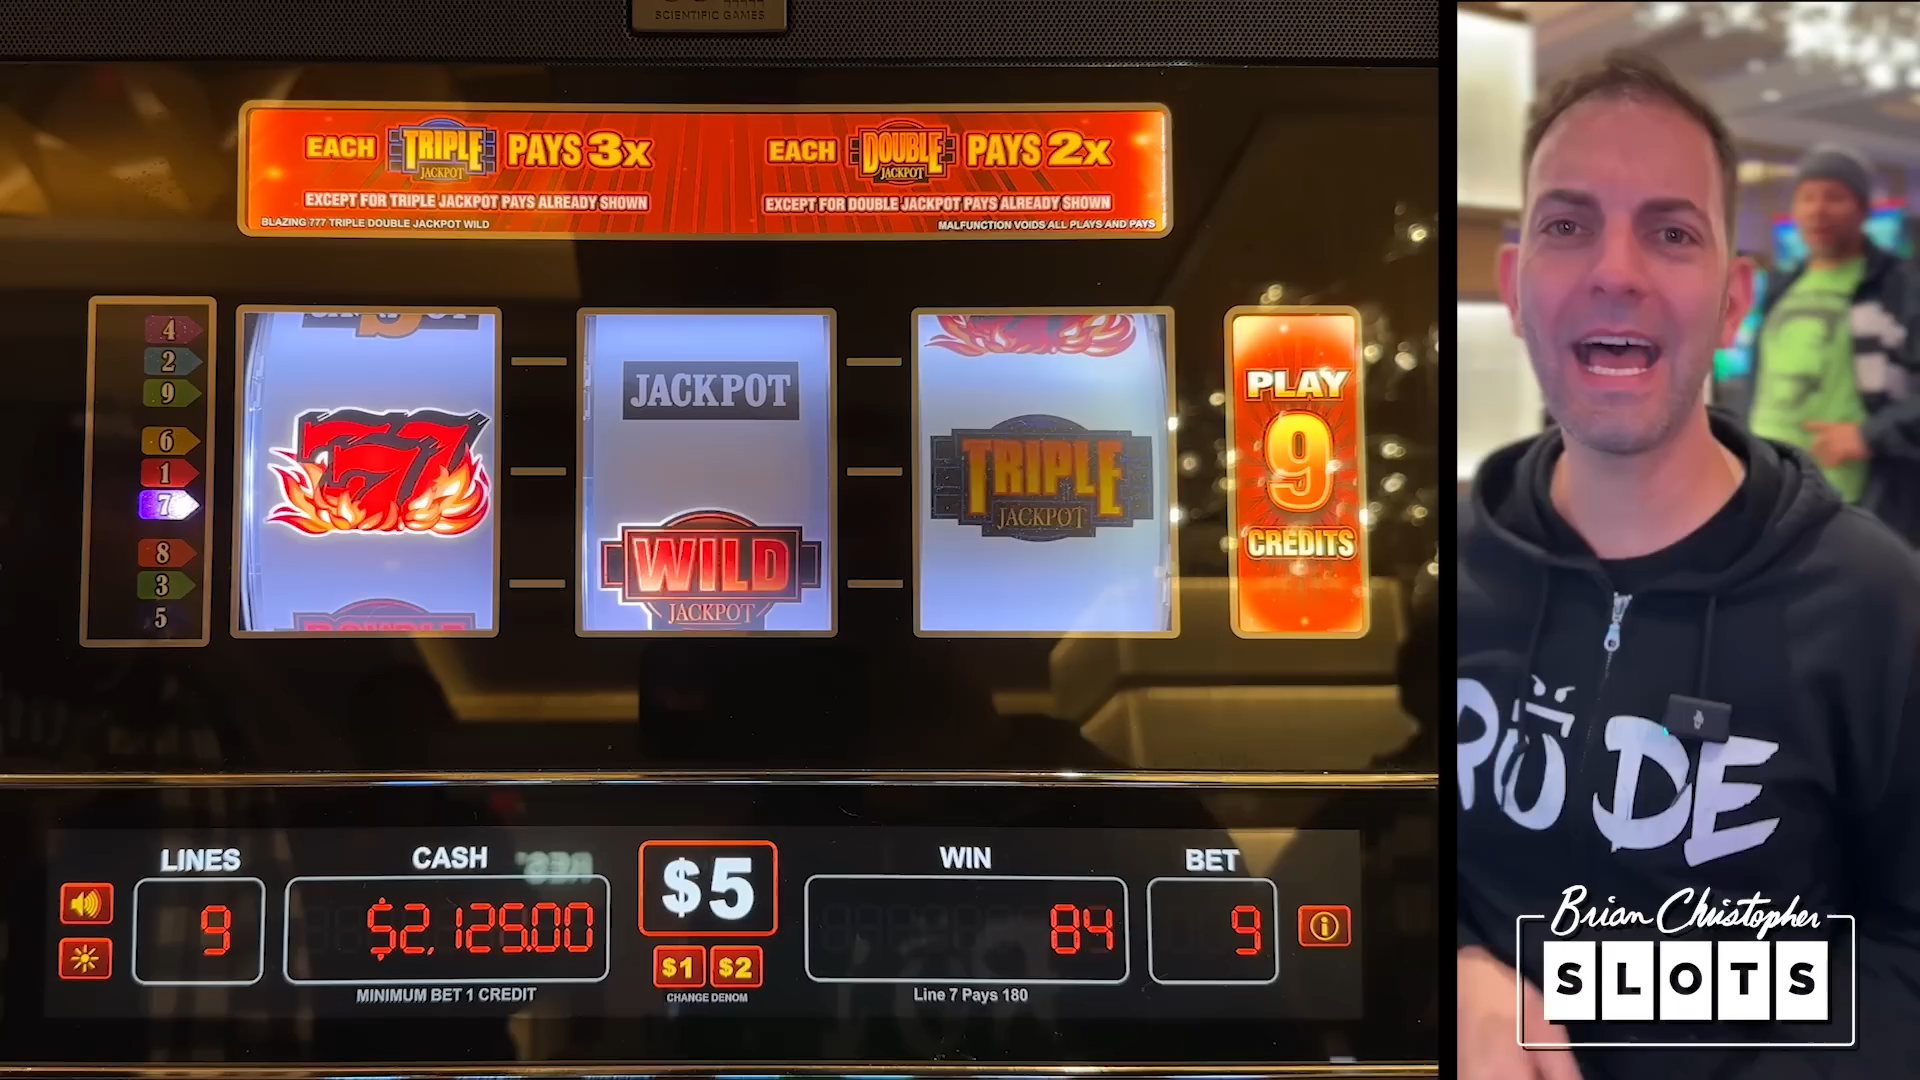 SCIENTIFIC GAMES
EACH TRIPLE JACKPOT PAYS 3x
EXCEPT FOR TRIPLE JACKPOT PAYS ALREADY SHOWN
BLAZING 777 TRIPLE DOUBLE JACKPOT WILD
EACH DOUBLE JACKPOT PAYS 2x
EXCEPT FOR DOUBLE JACKPOT PAYS ALREADY SHOWN
MALFUNCTION VOIDS ALL PLAYS AND PAYS
4
2
9
6
1
7
8
3
5
777
JACKPOT
WILD
JACKPOT
TRIPLE
JACKPOT
PLAY
9
CREDITS
LINES
9
CASH
$2,125.00
MINIMUM BET 1 CREDIT
$5
$1 $2
CHANGE DENOM
WIN
84
Line 7 Pays 180
BET
9
RUDE
Brian Christopher
SLOTS